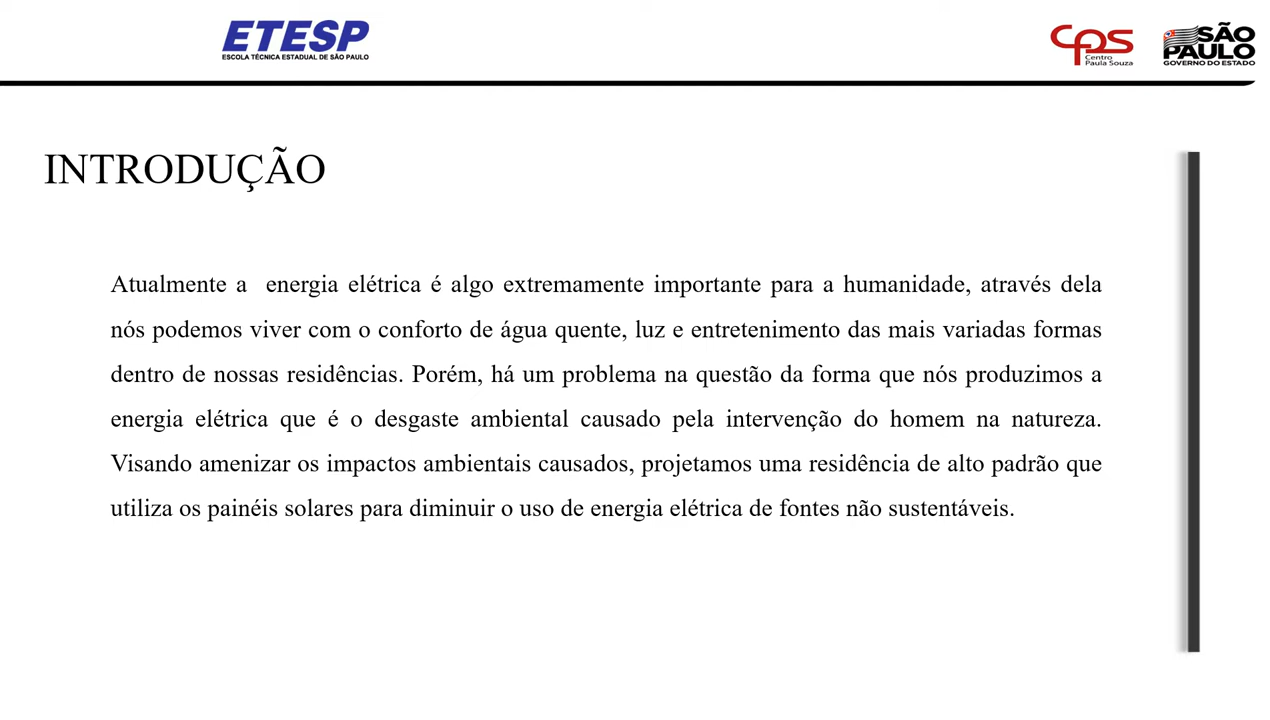 ETESP
ESCOLA TÉCNICA ESTADUAL DE SÃO PAULO
CPS
Centro
Paula Souza
SÃO
PAULO
GOVERNO DO ESTADO
INTRODUÇÃO
Atualmente a energia elétrica é algo extremamente importante para a humanidade, através dela
nós podemos viver com o conforto de água quente, luz e entretenimento das mais variadas formas
dentro de nossas residências. Porém, há um problema na questão da forma que nós produzimos a
energia elétrica que é o desgaste ambiental causado pela intervenção do homem na natureza.
Visando amenizar os impactos ambientais causados, projetamos uma residência de alto padrão que
utiliza os painéis solares para diminuir o uso de energia elétrica de fontes não sustentáveis.